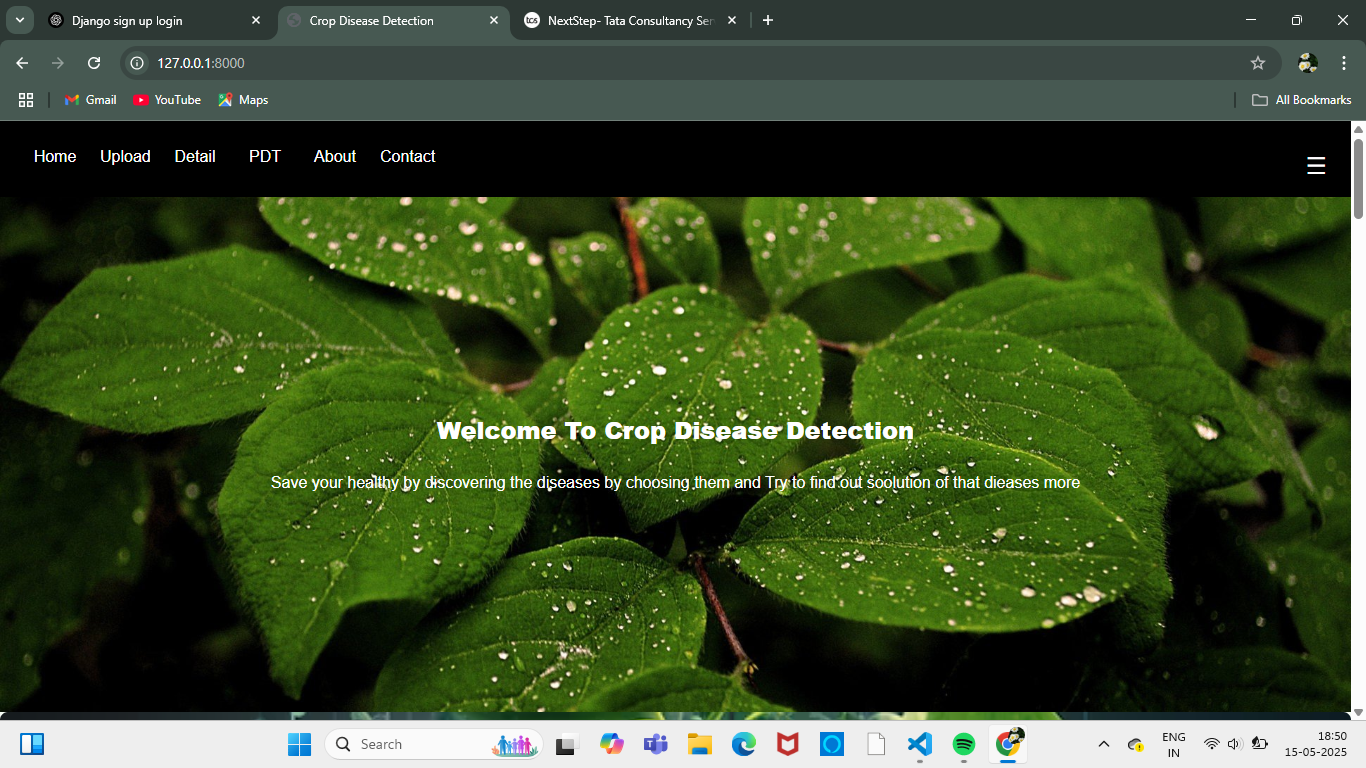 Django sign up login
Crop Disease Detection
tcs NextStep- Tata Consultancy Ser
127.0.0.1:8000
Gmail YouTube Maps All Bookmarks
Home Upload Detail PDT About Contact
Welcome To Crop Disease Detection
Save your healthy by discovering the diseases by choosing them and Try to find out soolution of that dieases more
Search
ENG
IN
18:50
15-05-2025